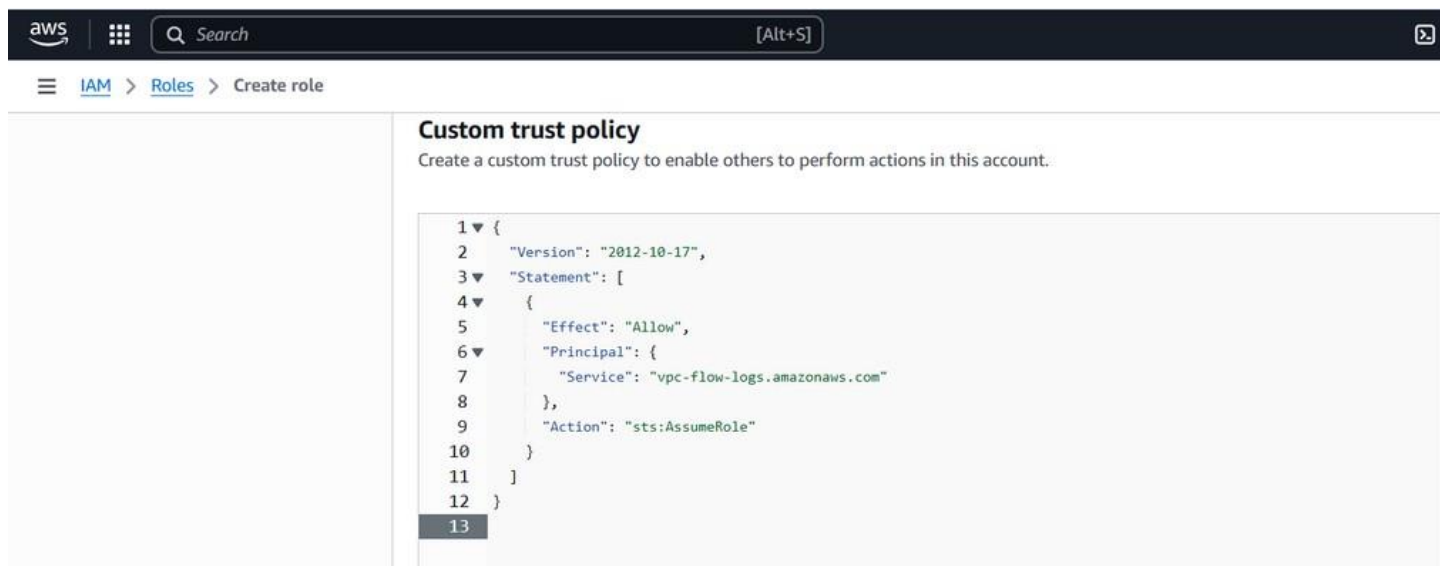 aws
Search [Alt+S]
IAM > Roles > Create role
Custom trust policy
Create a custom trust policy to enable others to perform actions in this account.
1 {
2 "Version": "2012-10-17",
3 "Statement": [
4 {
5 "Effect": "Allow",
6 "Principal": {
7 "Service": "vpc-flow-logs.amazonaws.com"
8 },
9 "Action": "sts:AssumeRole"
10 }
11 ]
12 }
13